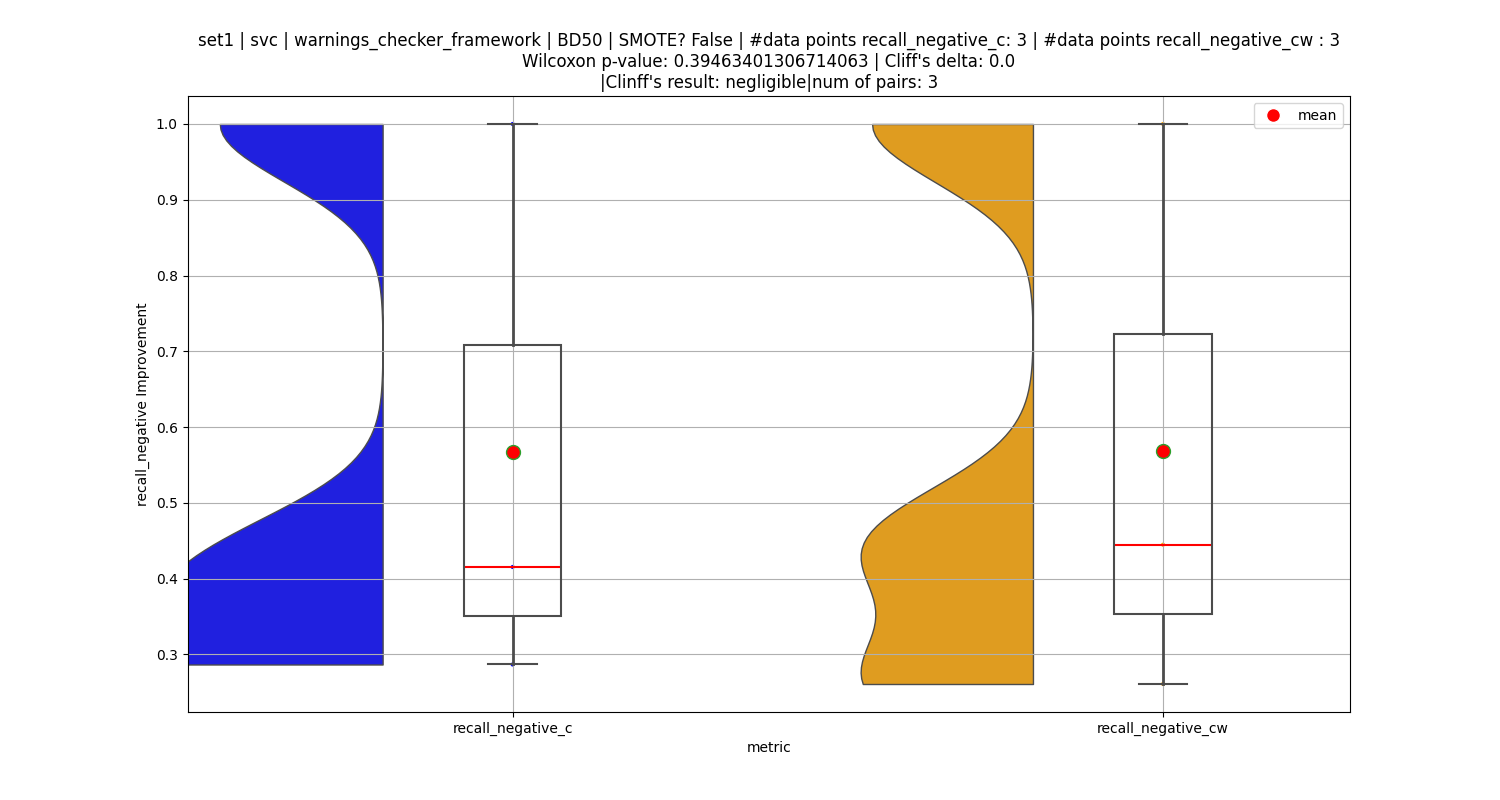 set1 | svc | warnings_checker_framework | BD50 | SMOTE? False | #data points recall_negative_c: 3 | #data points recall_negative_cw : 3
Wilcoxon p-value: 0.39463401306714063 | Cliff's delta: 0.0
|Clinff's result: negligible|num of pairs: 3
mean
1.0
0.9
0.8
0.7
0.6
0.5
0.4
0.3
recall_negative Improvement
recall_negative_c
recall_negative_cw
metric